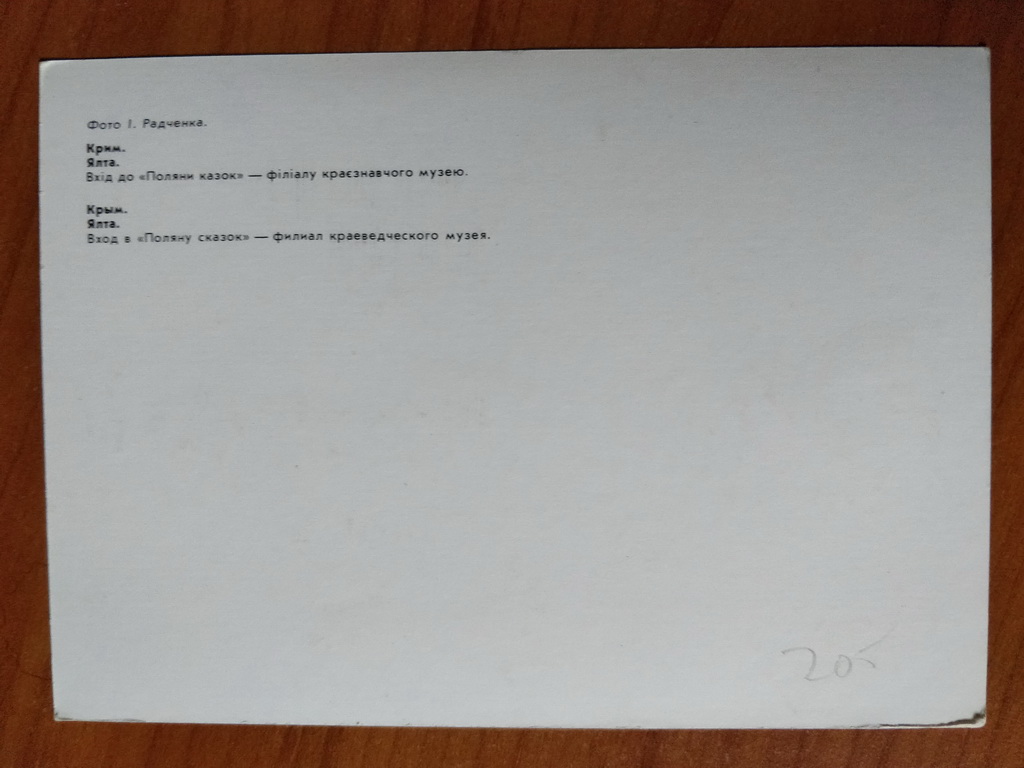 Фото І. Радченка.
Крим.
Ялта.
Вхід до «Поляни казок» — філіалу краєзнавчого музею.
Крым.
Ялта.
Вход в «Поляну сказок» — филиал краеведческого музея.